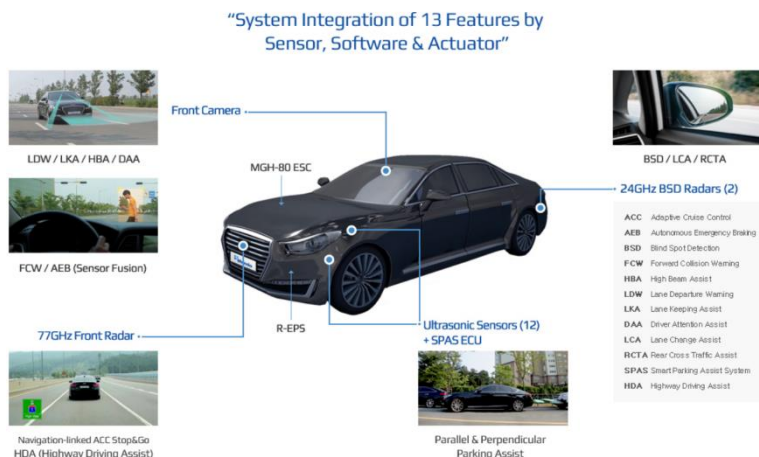 “System Integration of 13 Features by
Sensor, Software & Actuator”
Front Camera
LDW / LKA / HBA / DAA
MGH-80 ESC
BSD / LCA / RCTA
24GHz BSD Radars (2)
FCW / AEB (Sensor Fusion)
ACC Adaptive Cruise Control
AEB Autonomous Emergency Braking
BSD Blind Spot Detection
FCW Forward Collision Warning
HBA High Beam Assist
LDW Lane Departure Warning
LKA Lane Keeping Assist
DAA Driver Attention Assist
LCA Lane Change Assist
RCTA Rear Cross Traffic Assist
SPAS Smart Parking Assist System
HDA Highway Driving Assist
77GHz Front Radar
R-EPS
Ultrasonic Sensors (12)
+ SPAS ECU
Navigation-linked ACC Stop&Go
HDA (Highway Driving Assist)
Parallel & Perpendicular
Parking Assist